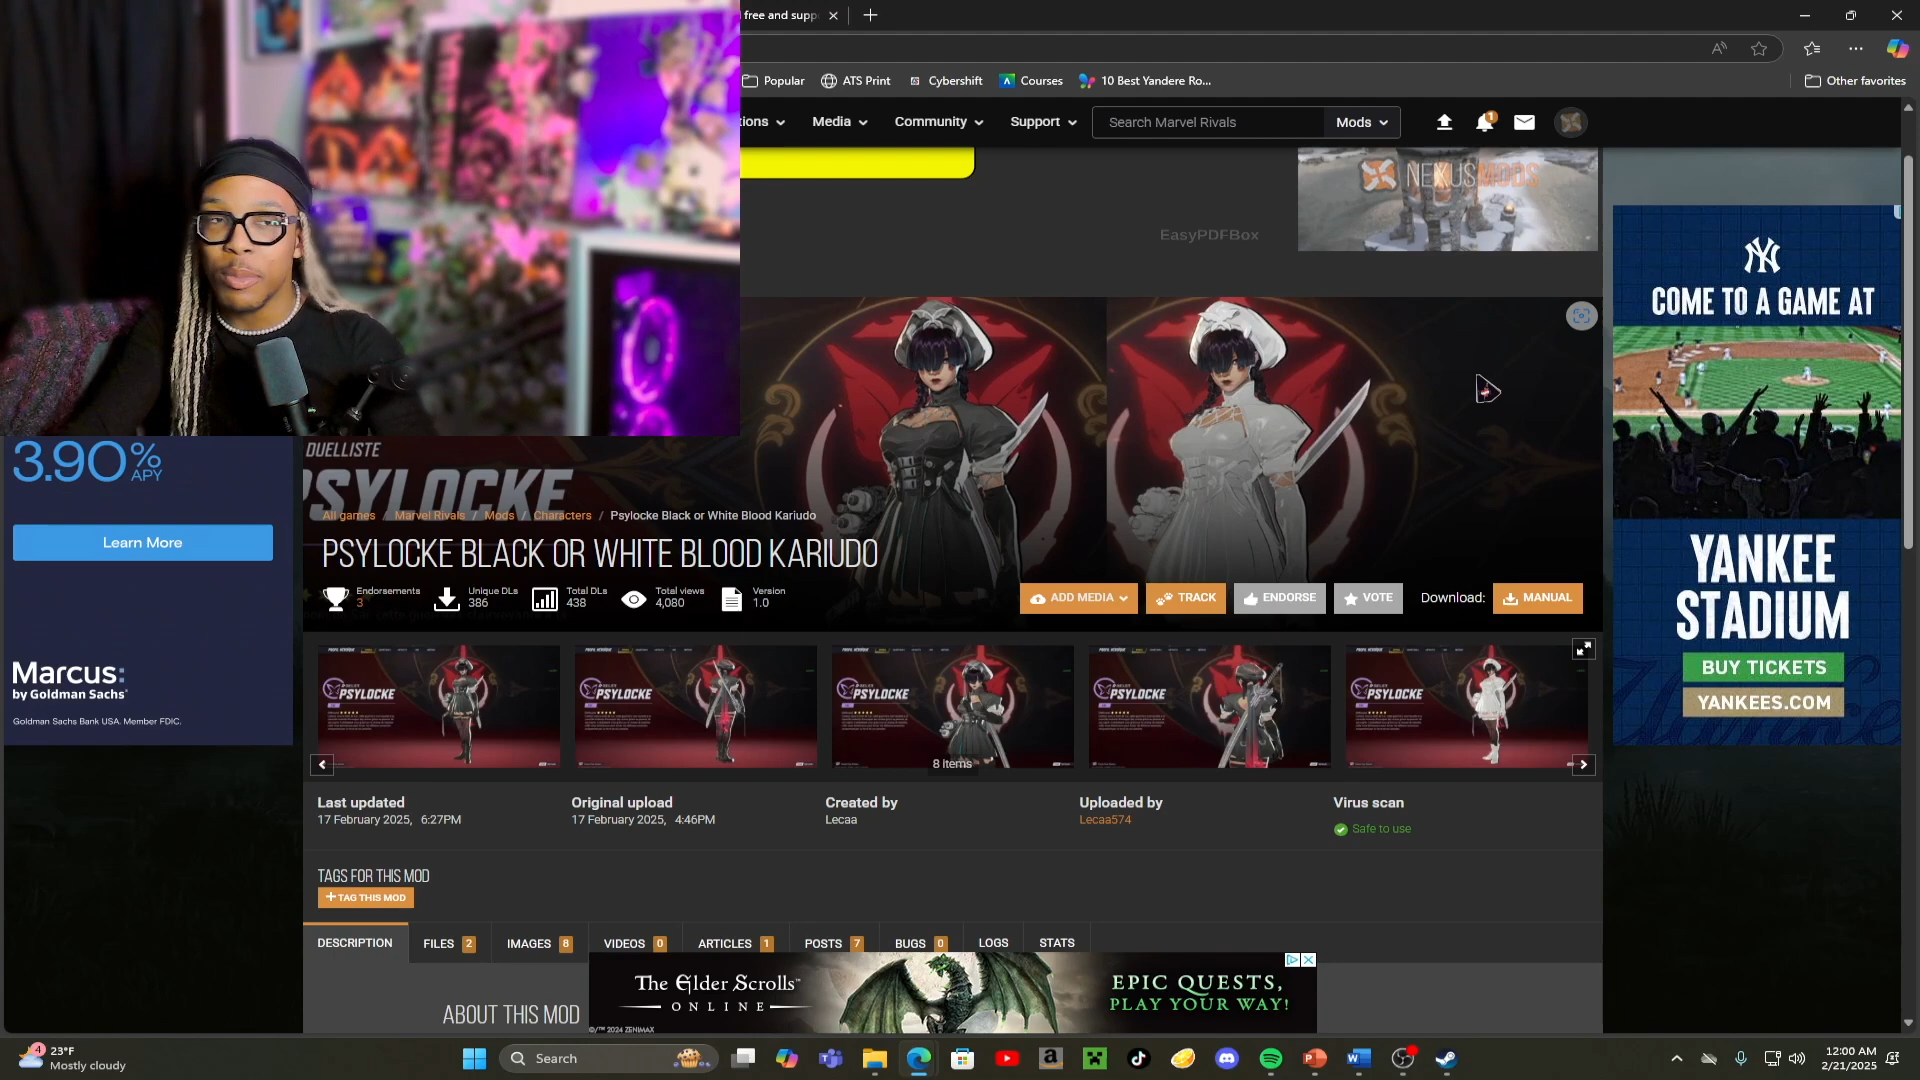 free and supp
Popular
ATS Print
Cybershift
Courses
10 Best Yandere Ro...
Other favorites
ions
Media
Community
Support
Search Marvel Rivals
Mods
1
NEXUSMODS
EasyPDFBox
NY
COME TO A GAME AT
YANKEE
STADIUM
BUY TICKETS
YANKEES.COM
3.90%
APY
Learn More
Marcus:
by Goldman Sachs®
Goldman Sachs Bank USA. Member FDIC.
DUELLISTE
PSYLOCKE
All games / Marvel Rivals / Mods / Characters / Psylocke Black or White Blood Kariudo
PSYLOCKE BLACK OR WHITE BLOOD KARIUDO
Endorsements
3
Unique DLs
386
Total DLs
438
Total views
4,080
Version
1.0
ADD MEDIA
TRACK
ENDORSE
VOTE
Download:
MANUAL
PSYLOCKE
PSYLOCKE
PSYLOCKE
PSYLOCKE
PSYLOCKE
8 items
Last updated
17 February 2025, 6:27PM
Original upload
17 February 2025, 4:46PM
Created by
Lecaa
Uploaded by
Lecaa574
Virus scan
Safe to use
TAGS FOR THIS MOD
+ TAG THIS MOD
DESCRIPTION
FILES 2
IMAGES 8
VIDEOS 0
ARTICLES 1
POSTS 7
BUGS 0
LOGS
STATS
ABOUT THIS MOD
The Elder Scrolls™
ONLINE
EPIC QUESTS,
PLAY YOUR WAY!
©/™ 2024 ZENIMAX
4
23°F
Mostly cloudy
Search
12:00 AM
2/21/2025